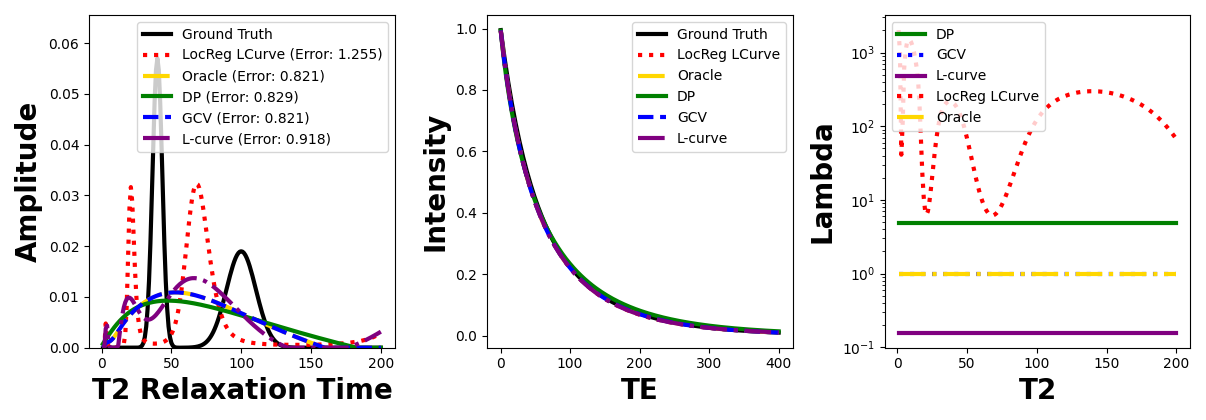 Amplitude
0.06
0.05
0.04
0.03
0.02
0.01
0.00
0
50
100
150
200
T2 Relaxation Time
Ground Truth
LocReg LCurve (Error: 1.255)
Oracle (Error: 0.821)
DP (Error: 0.829)
GCV (Error: 0.821)
L-curve (Error: 0.918)
Intensity
1.0
0.8
0.6
0.4
0.2
0.0
0
100
200
300
400
TE
Ground Truth
LocReg LCurve
Oracle
DP
GCV
L-curve
Lambda
10³
10²
10¹
10⁰
10⁻¹
0
50
100
150
200
T2
DP
GCV
L-curve
LocReg LCurve
Oracle